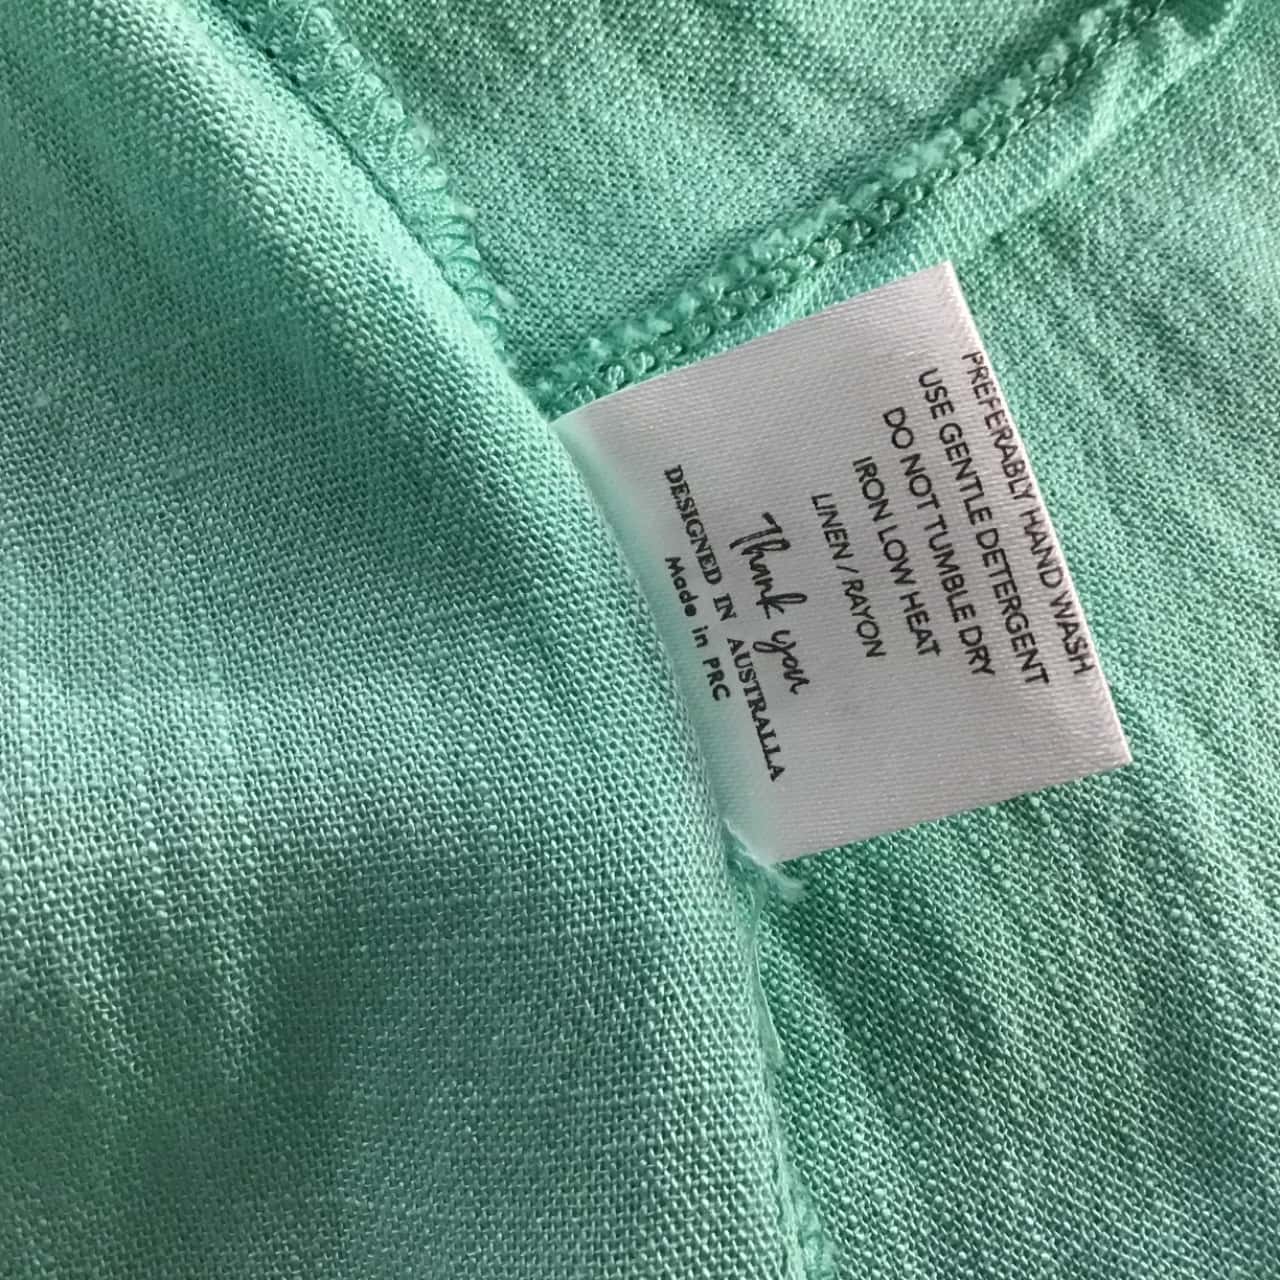 PREFERABLY HAND WASH
USE GENTLE DETERGENT
DO NOT TUMBLE DRY
IRON LOW HEAT
LINEN / RAYON
Thank you
DESIGNED IN AUSTRALLA
Made in PRC